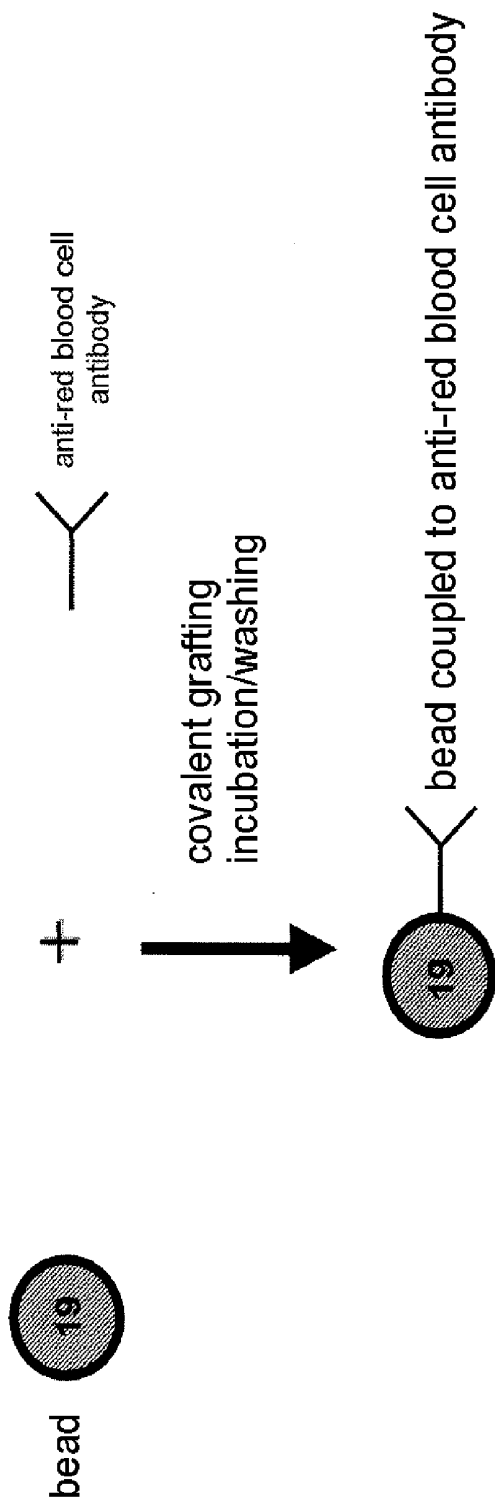 bead
19
+
anti-red blood cell
antibody
covalent grafting
incubation/washing
19
bead coupled to anti-red blood cell antibody